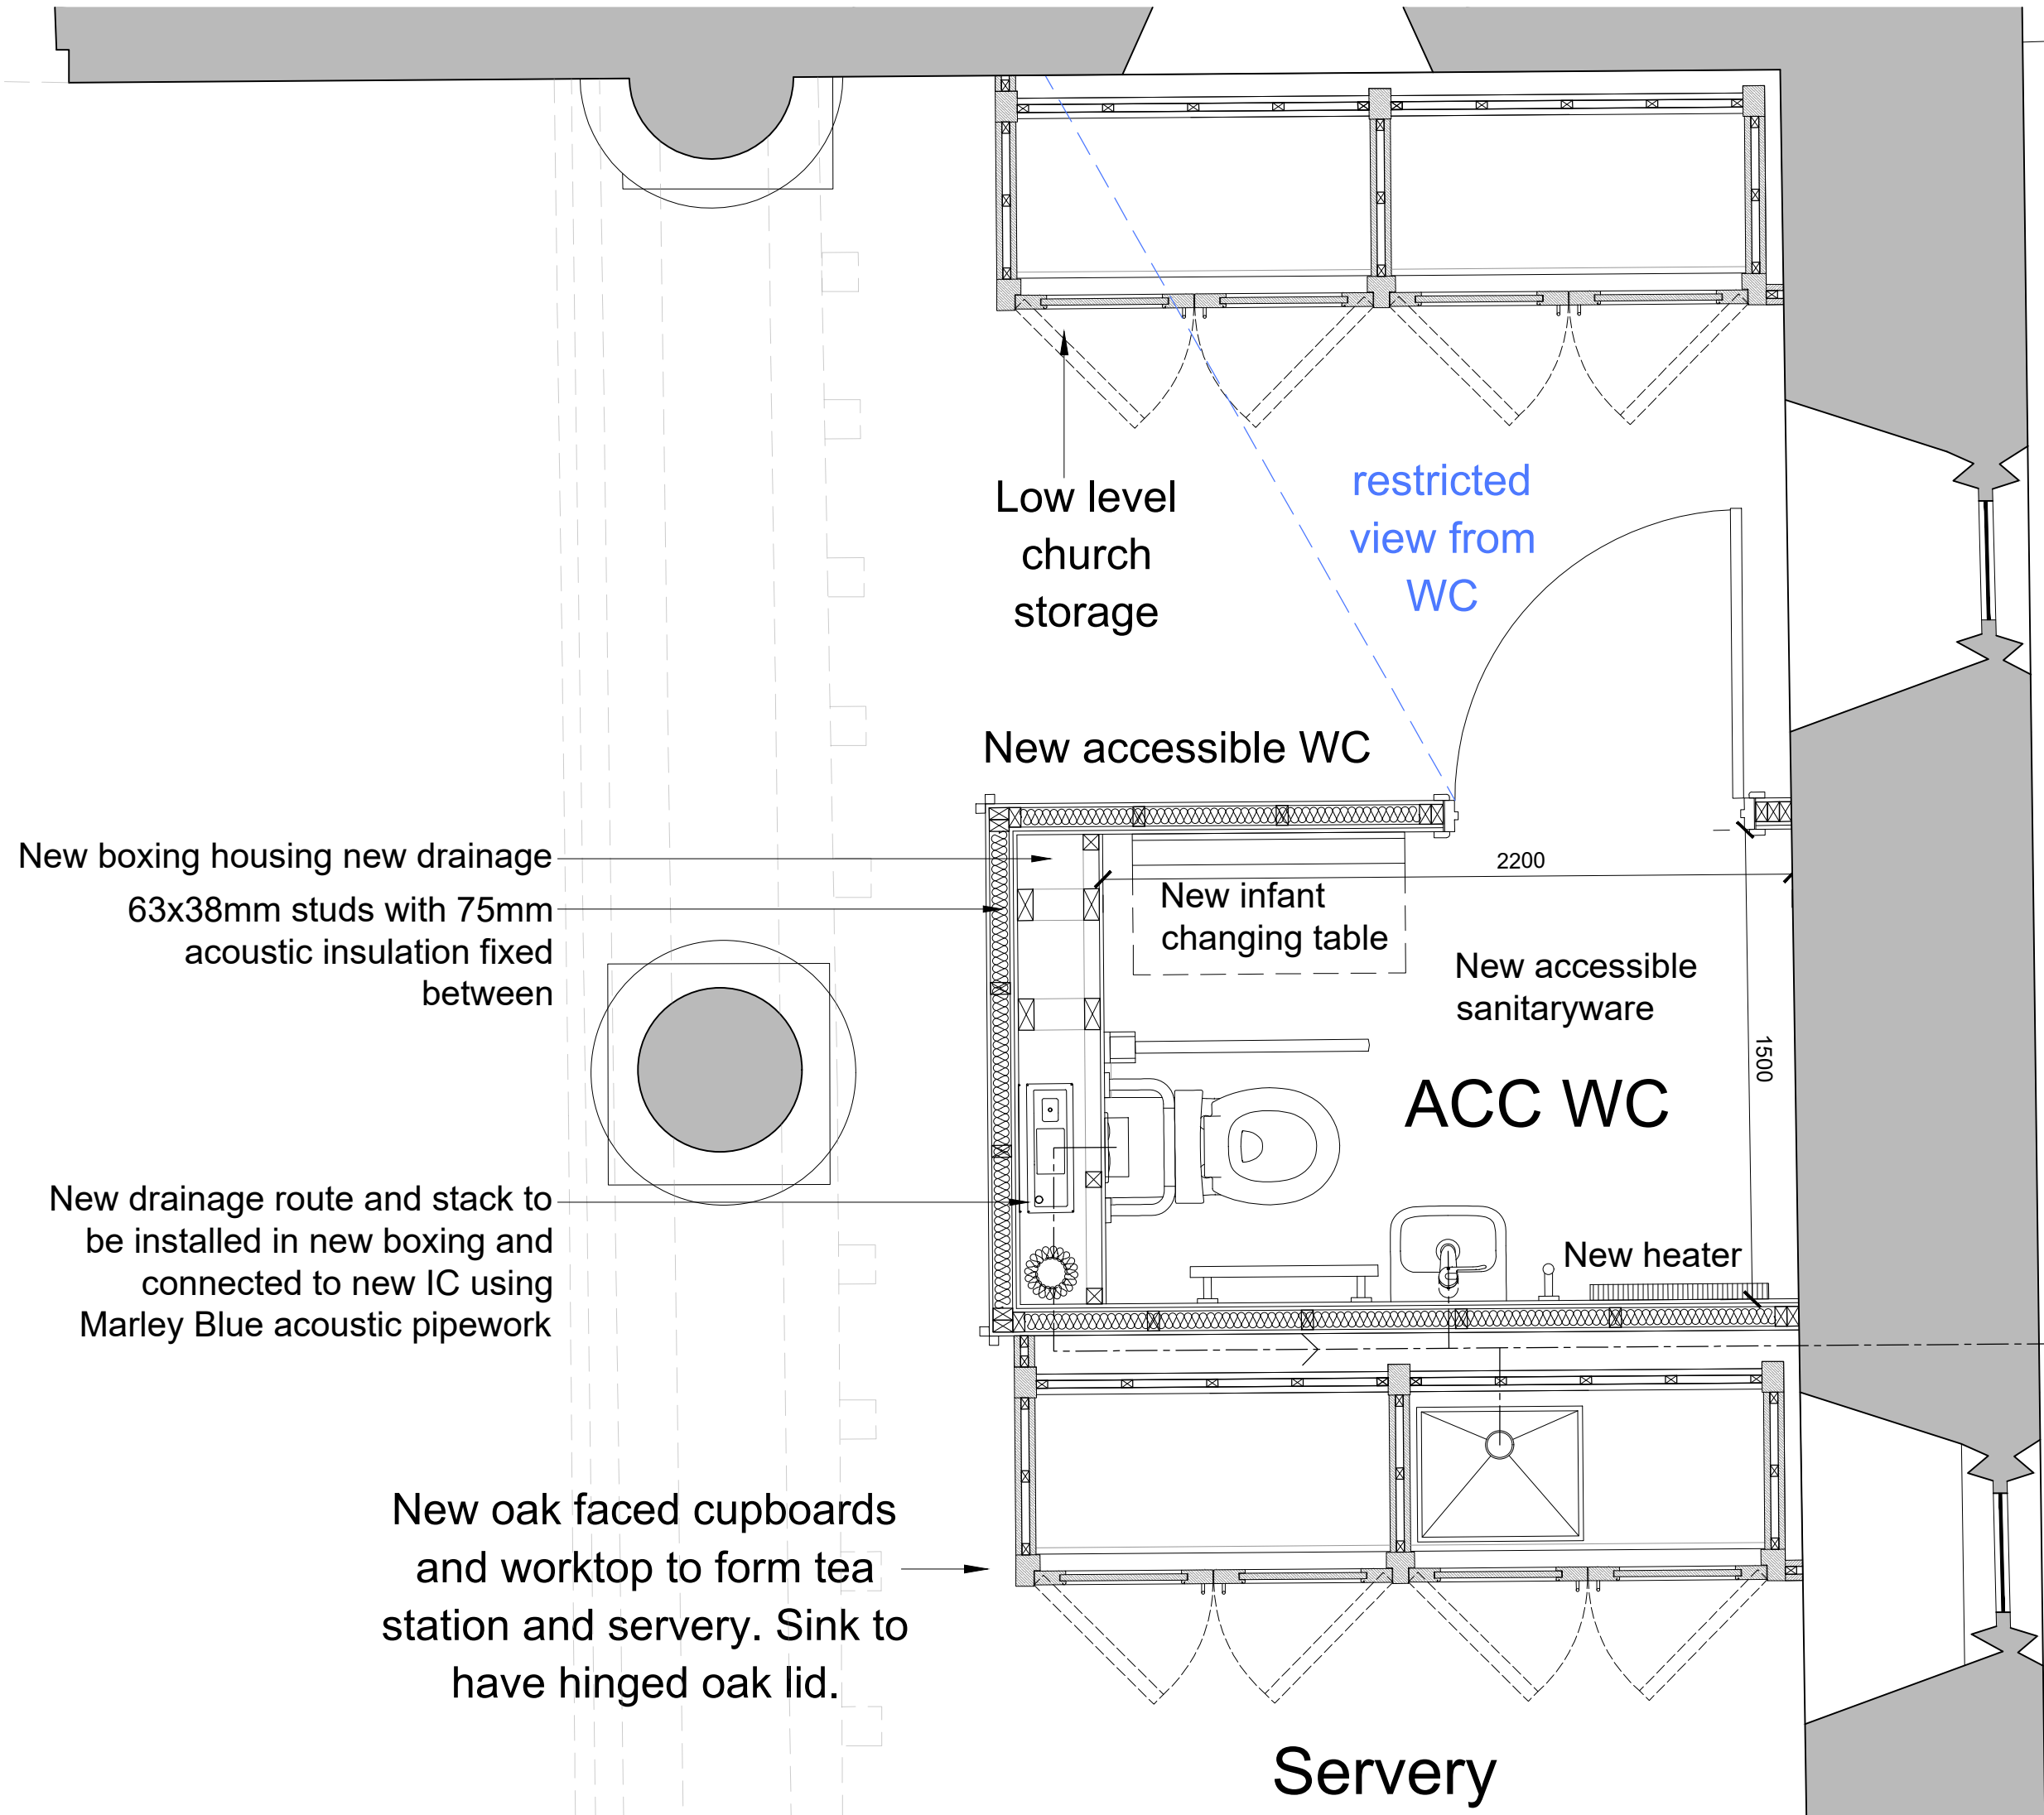 Low level
church
storage
restricted
view from
WC
New accessible WC
New boxing housing new drainage
63x38mm studs with 75mm
acoustic insulation fixed
between
2200
New infant
changing table
New accessible
sanitaryware
1500
ACC WC
New drainage route and stack to
be installed in new boxing and
connected to new IC using
Marley Blue acoustic pipework
New heater
New oak faced cupboards
and worktop to form tea
station and servery. Sink to
have hinged oak lid.
Servery